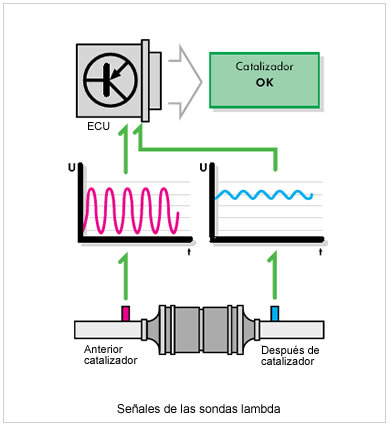 Catalizador
OK
ECU
U
U
t
t
Anterior
catalizador
Después de
catalizador
Señales de las sondas lambda